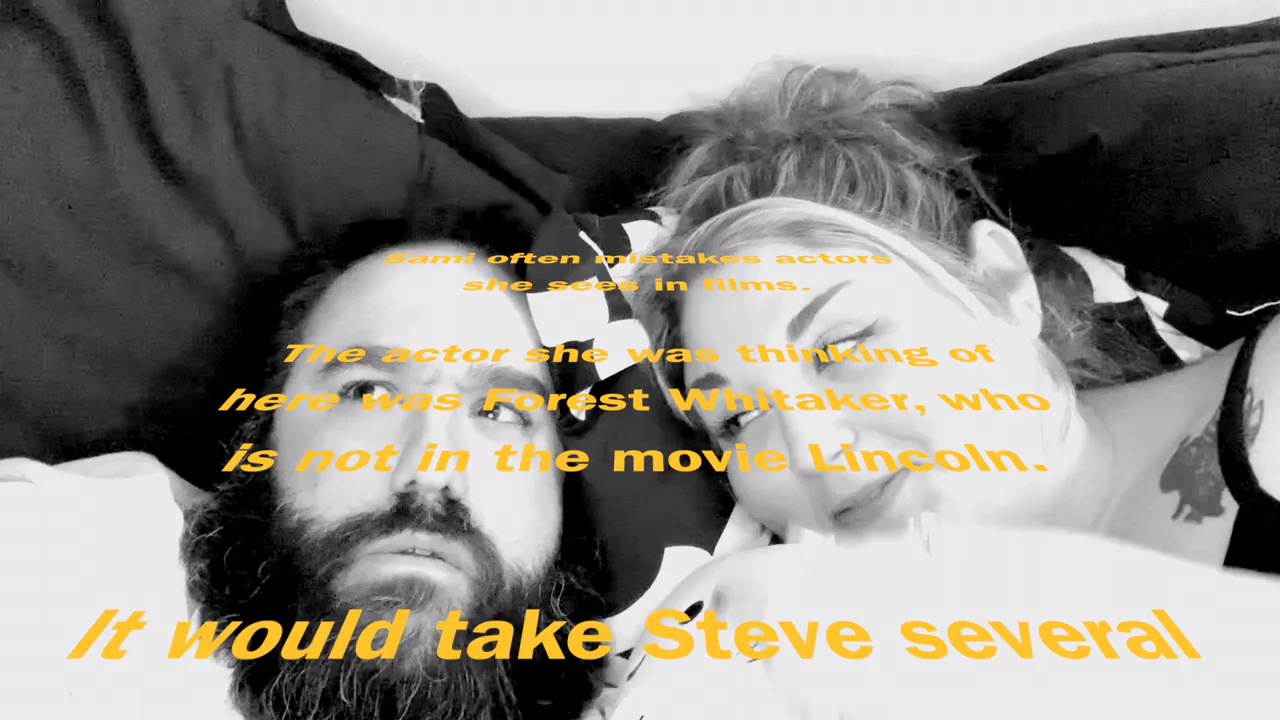 Sami often mistakes actors
she sees in films.
The actor she was thinking of
here was Forest Whitaker, who
is not in the movie Lincoln.
It would take Steve several